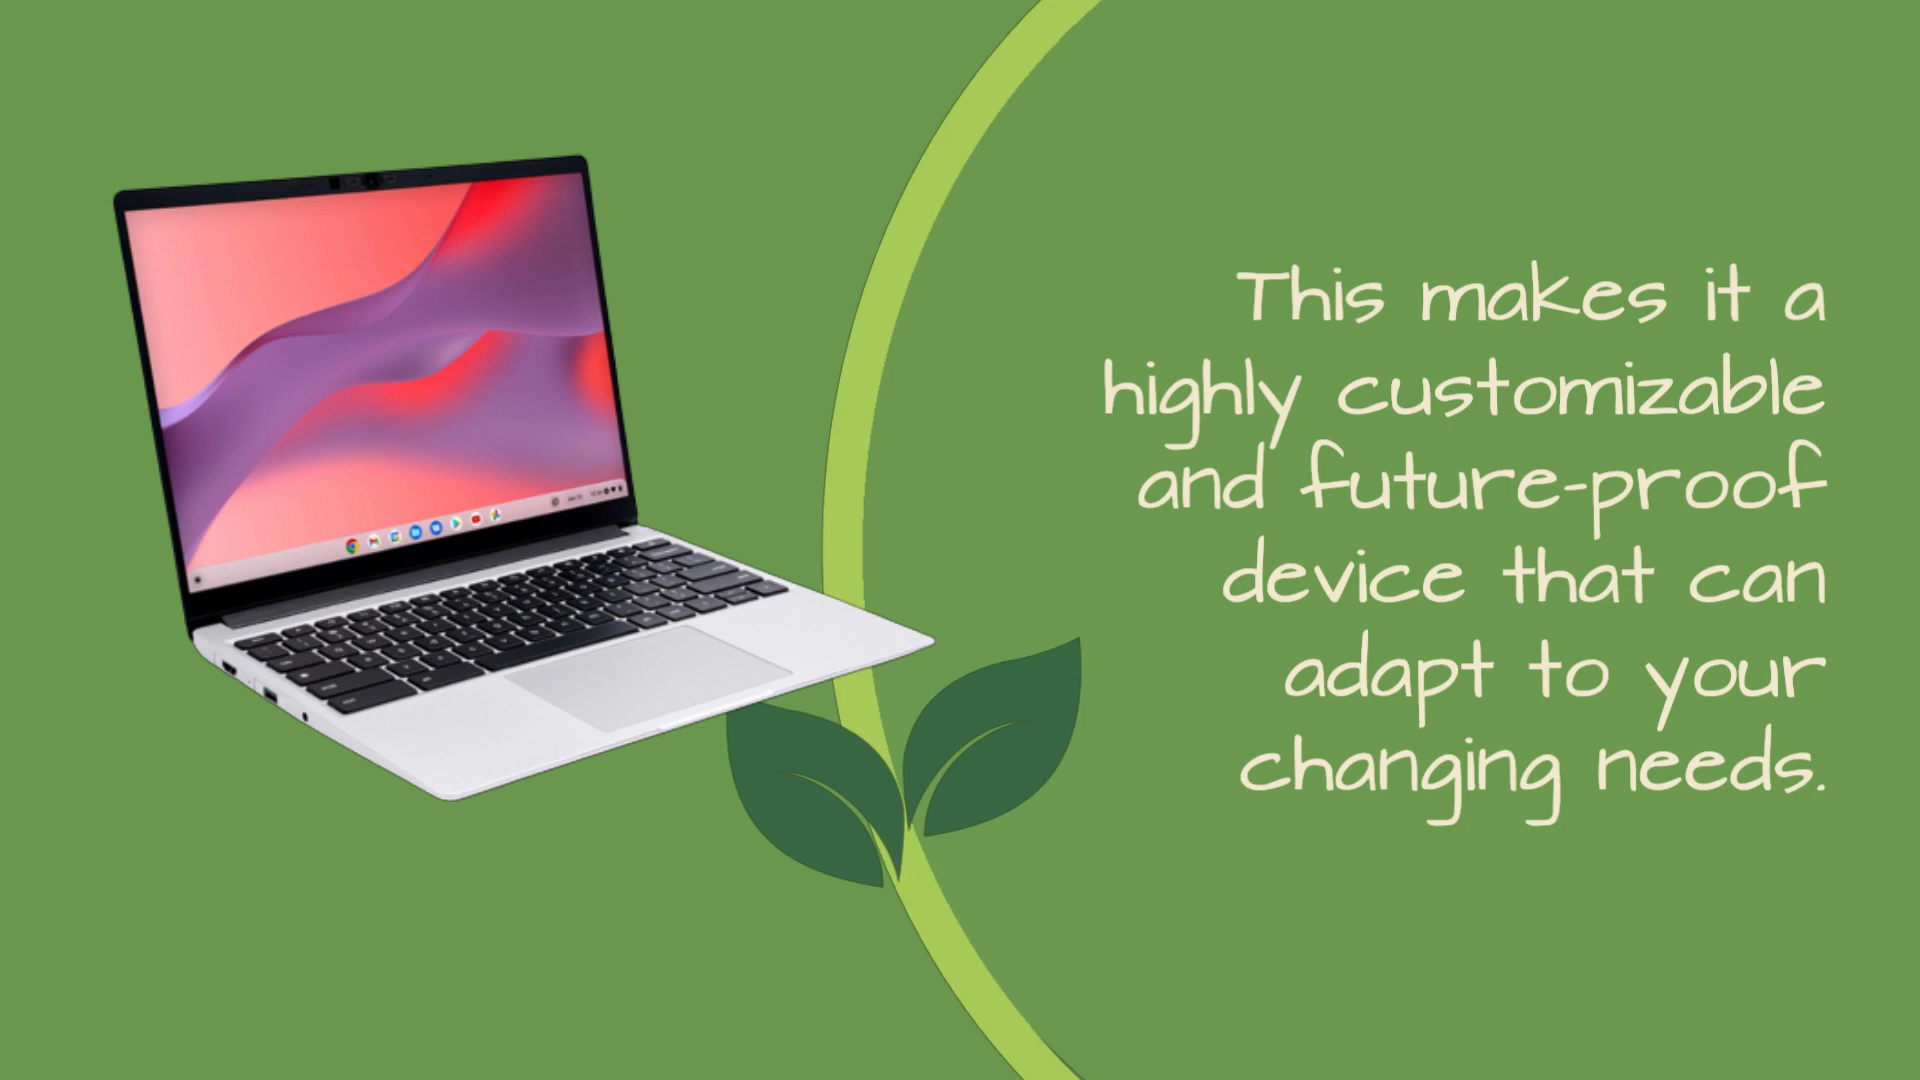 This makes it a
highly customizable
and future-proof
device that can
adapt to your
changing needs.